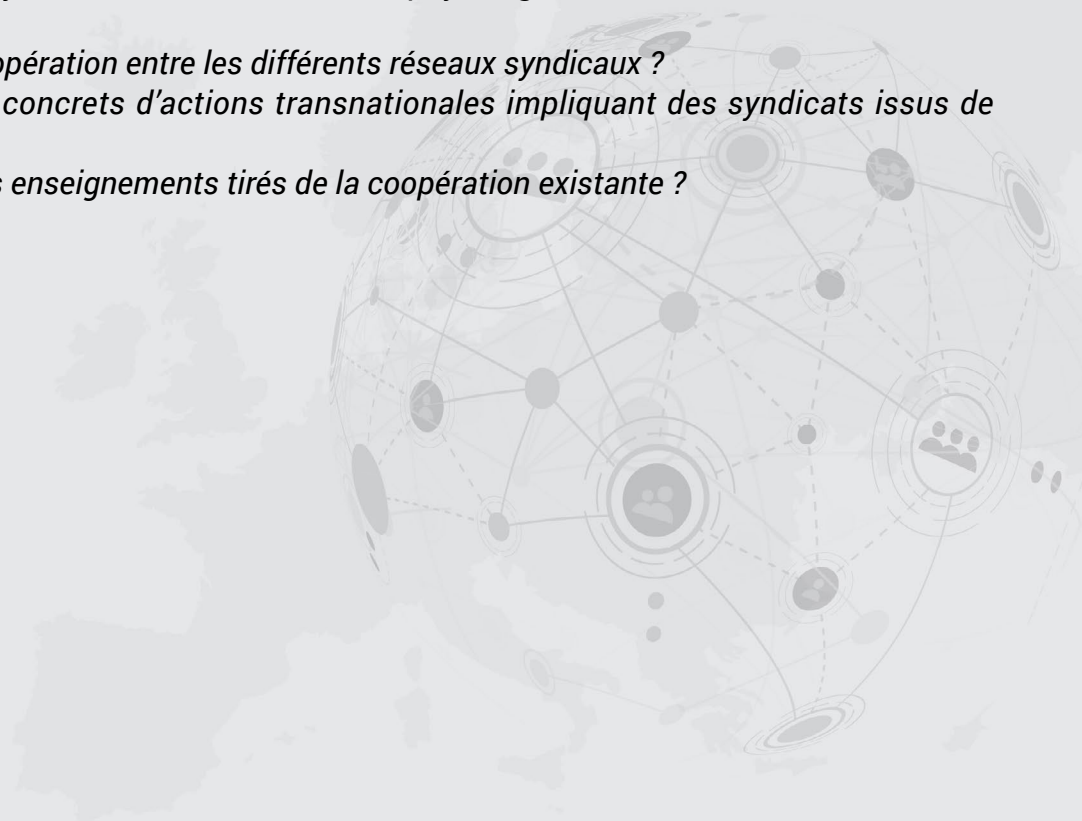 opération entre les différents réseaux syndicaux ?
concrets d'actions transnationales impliquant des syndicats issus de
s enseignements tirés de la coopération existante ?